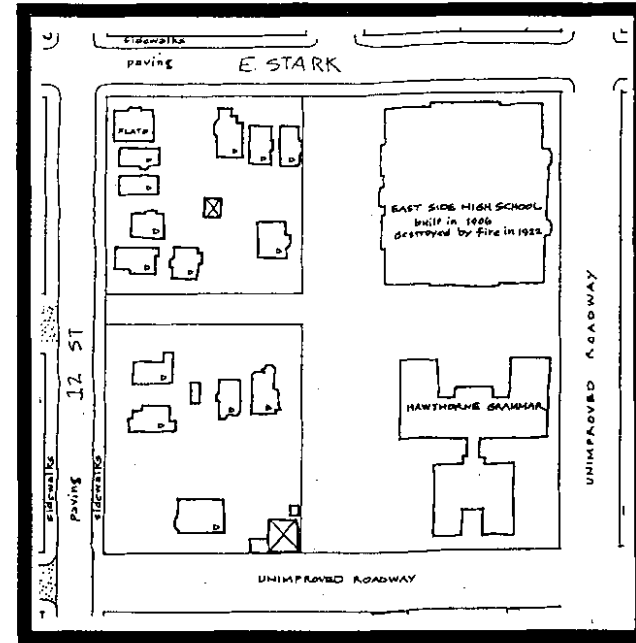 sidewalks
paving
E. STARK
FLATS
D
D
D
D
D
D
D
D
D
EAST SIDE HIGH SCHOOL
built in 1906
destroyed by fire in 1922
12 ST
paving
sidewalks
sidewalks
D
D
D
D
D
HAWTHORNE GRAMMAR
UNIMPROVED ROADWAY
UNIMPROVED ROADWAY